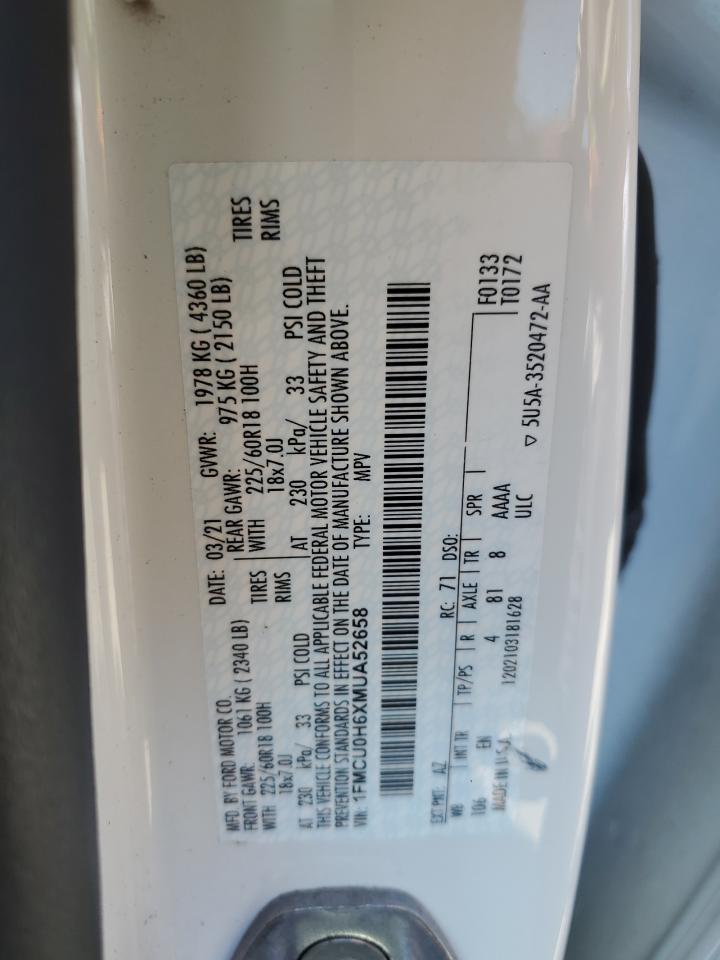 MFD. BY FORD MOTOR CO.
DATE: 03/21 GVWR: 1978 KG ( 4360 LB)
FRONT GAWR: 1061 KG ( 2340 LB) REAR GAWR: 975 KG ( 2150 LB)
WITH 225/60R18 100H TIRES WITH 225/60R18 100H TIRES
18x7.0J RIMS 18x7.0J RIMS
AT 230 kPa/ 33 PSI COLD AT 230 kPa/ 33 PSI COLD
THIS VEHICLE CONFORMS TO ALL APPLICABLE FEDERAL MOTOR VEHICLE SAFETY AND THEFT
PREVENTION STANDARDS IN EFFECT ON THE DATE OF MANUFACTURE SHOWN ABOVE.
VIN: 1FMCU0H6XMUA52658 TYPE: MPV
EXT PNT: AZ RC: 71 DSO:
WB INT TR TP/PS R AXLE TR SPR
106 EN 4 81 8 AAAA
F0133
T0172
MADE IN U.S.A. 1202103181628 ULC
▽ 5U5A-3520472-AA